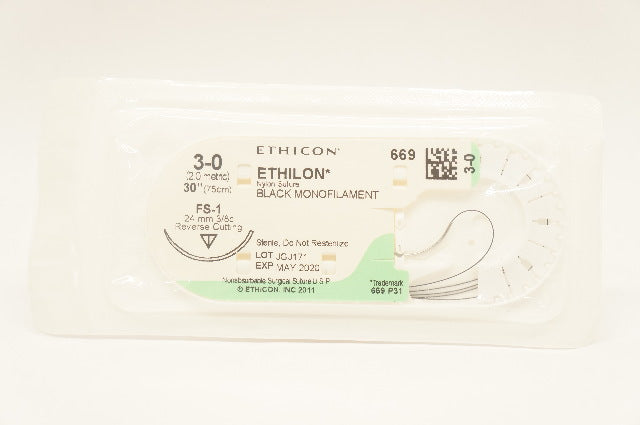 ETHICON*
3-0
(2.0 metric)
30" (75cm)
FS-1
24 mm 3/8c
Reverse Cutting
669
ETHILON*
Nylon Suture
BLACK MONOFILAMENT
3-0
Sterile, Do Not Resterilize
LOT JGJ171
EXP MAY 2020
Nonabsorbable Surgical Suture U.S.P.
© ETHICON, INC 2011
*Trademark
669 P31